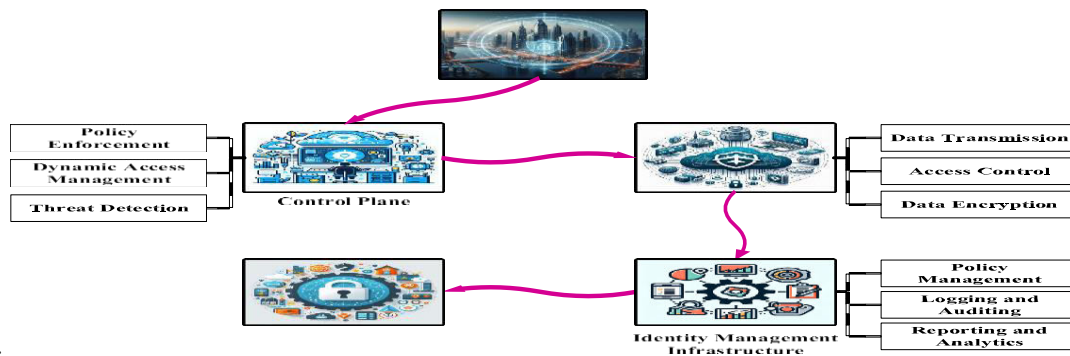 Policy
Enforcement
Dynamic Access
Management
Threat Detection
Control Plane
Data Transmission
Access Control
Data Encryption
Policy
Management
Logging and
Auditing
Reporting and
Analytics
Identity Management
Infrastructure